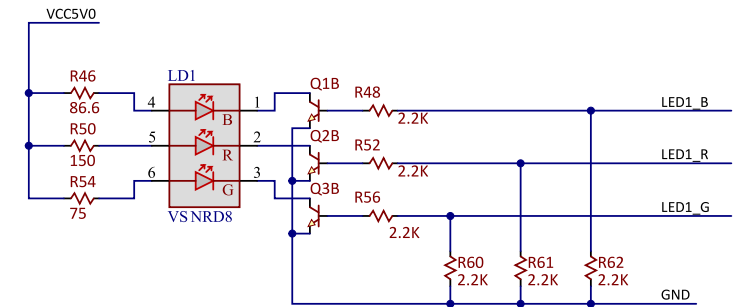 VCC5V0
R46
86.6
R50
150
R54
75
LD1
4
5
6
B
R
G
1
2
3
VS NRD8
Q1B
Q2B
Q3B
R48
2.2K
R52
2.2K
R56
2.2K
LED1_B
LED1_R
LED1_G
R60
2.2K
R61
2.2K
R62
2.2K
GND